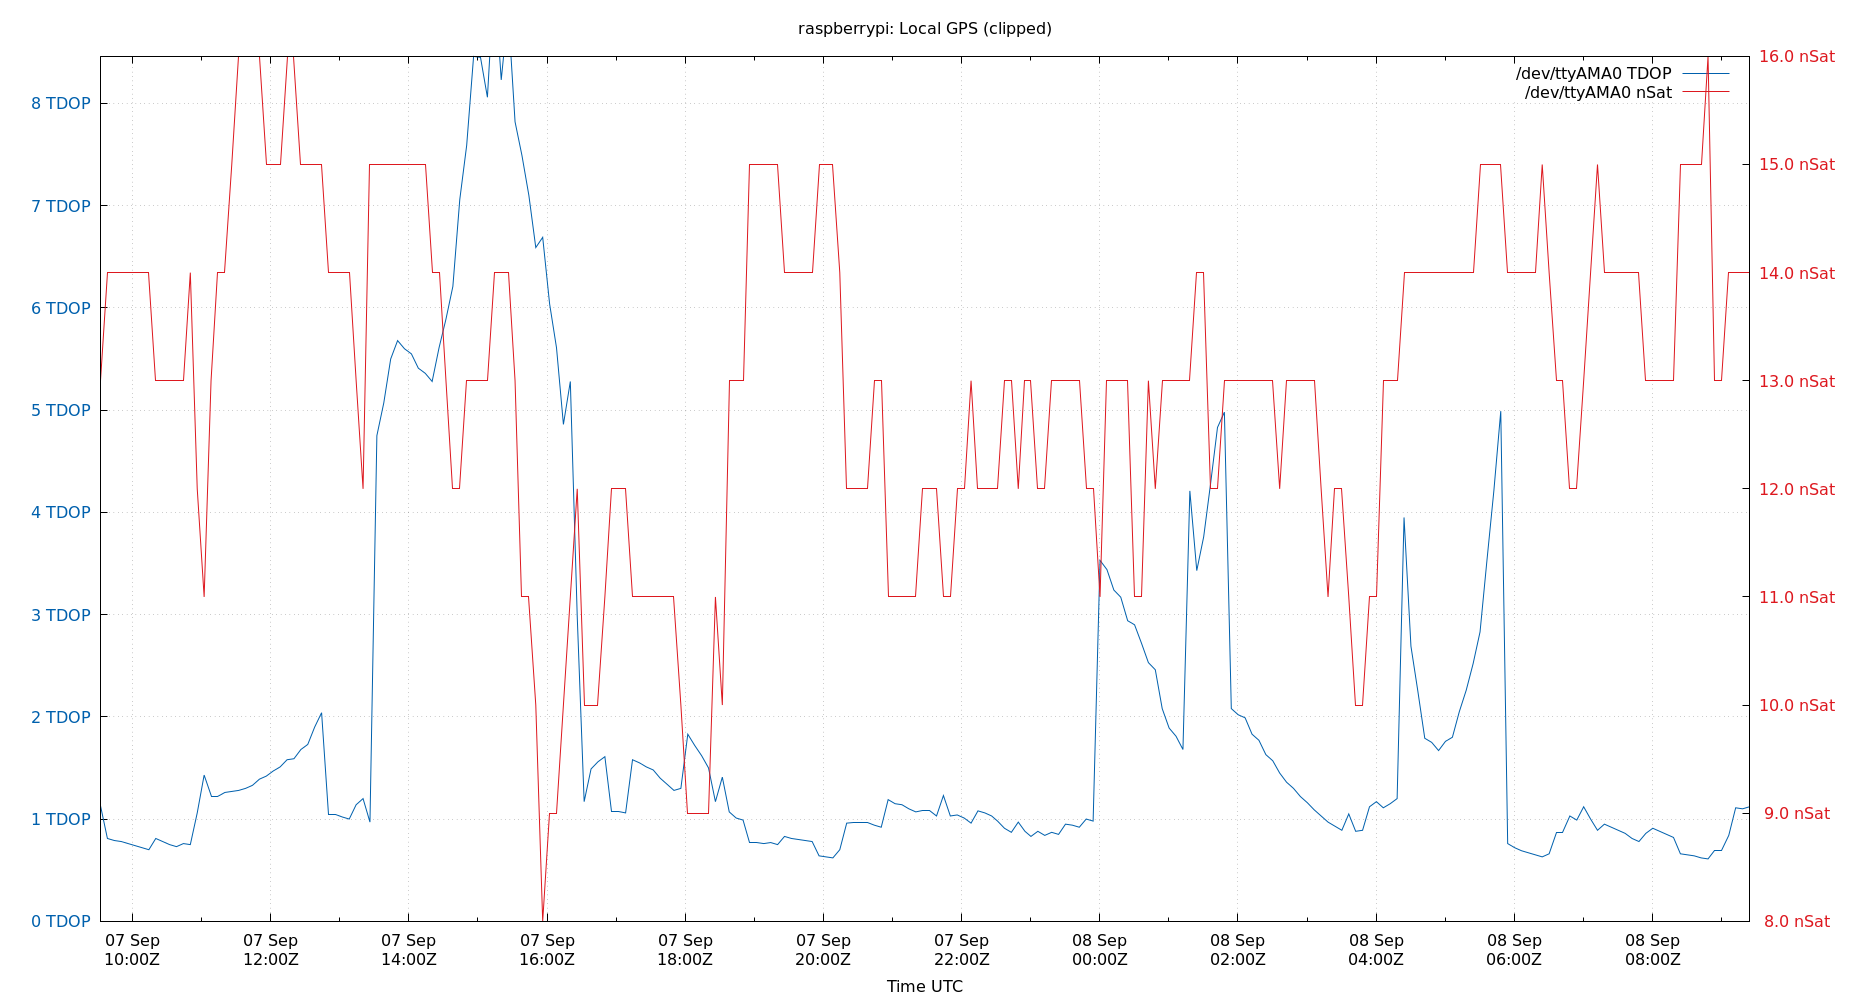 raspberrypi: Local GPS (clipped)
/dev/ttyAMA0 TDOP
/dev/ttyAMA0 nSat
8 TDOP
7 TDOP
6 TDOP
5 TDOP
4 TDOP
3 TDOP
2 TDOP
1 TDOP
0 TDOP
16.0 nSat
15.0 nSat
14.0 nSat
13.0 nSat
12.0 nSat
11.0 nSat
10.0 nSat
9.0 nSat
8.0 nSat
07 Sep 07 Sep 07 Sep 07 Sep 07 Sep 07 Sep 07 Sep 08 Sep 08 Sep 08 Sep 08 Sep 08 Sep
10:00Z 12:00Z 14:00Z 16:00Z 18:00Z 20:00Z 22:00Z 00:00Z 02:00Z 04:00Z 06:00Z 08:00Z
Time UTC